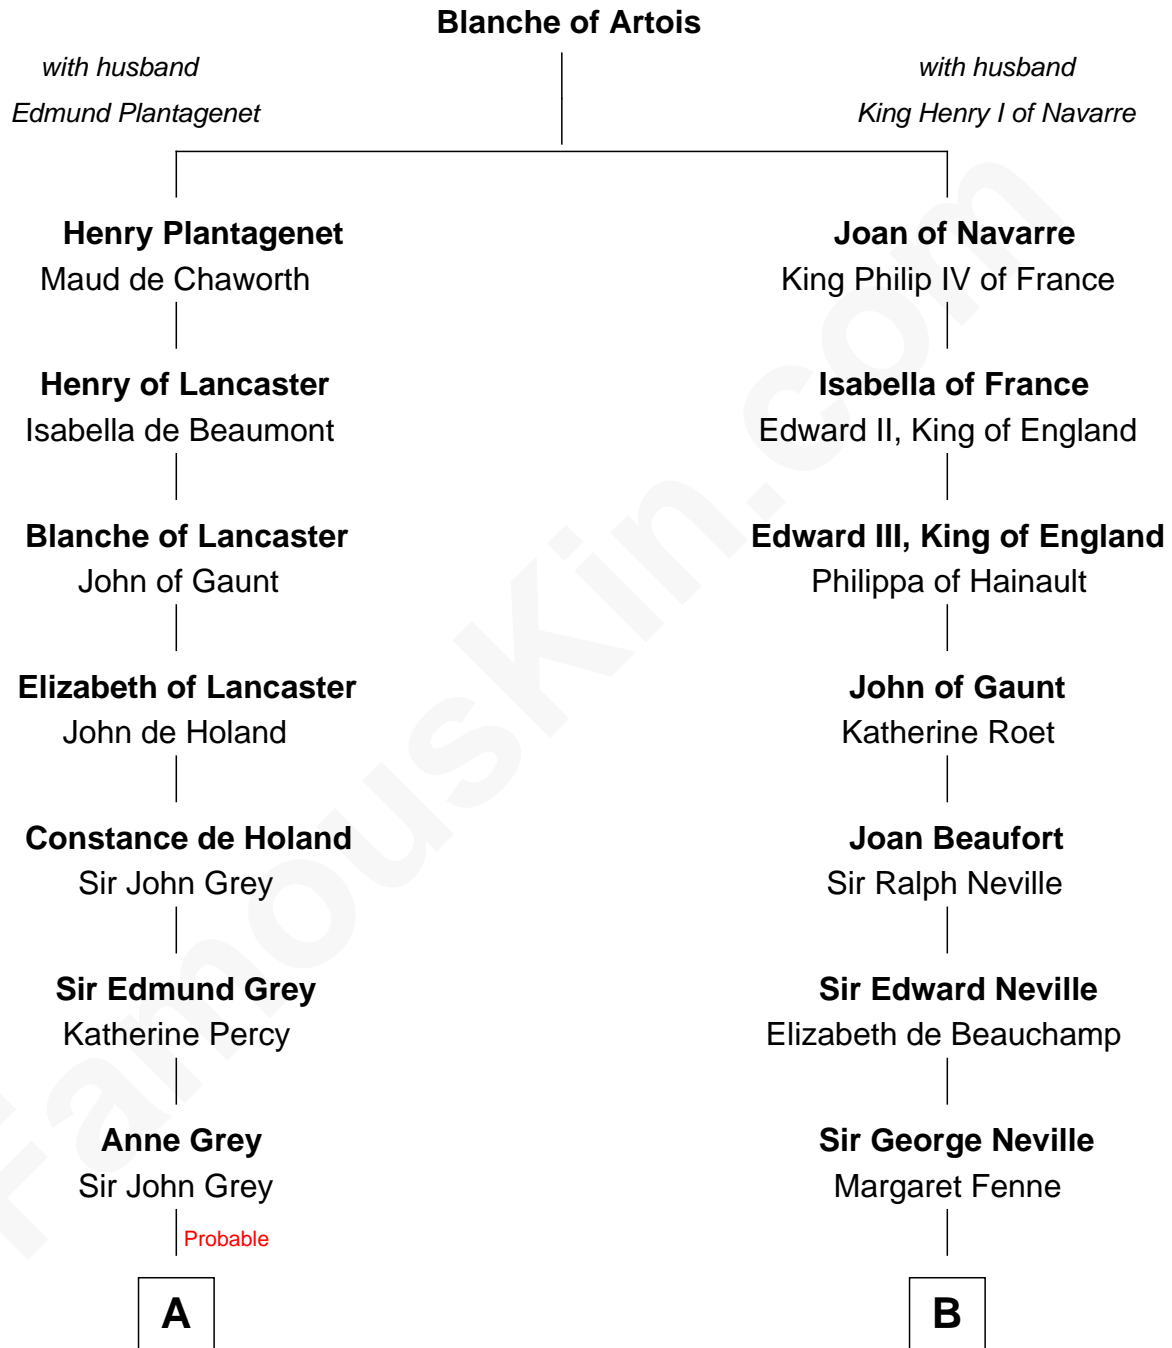 Blanche of Artois
with husband
Edmund Plantagenet
with husband
King Henry I of Navarre
Henry Plantagenet
Maud de Chaworth
Joan of Navarre
King Philip IV of France
Henry of Lancaster
Isabella de Beaumont
Isabella of France
Edward II, King of England
Blanche of Lancaster
John of Gaunt
Edward III, King of England
Philippa of Hainault
Elizabeth of Lancaster
John de Holand
John of Gaunt
Katherine Roet
Constance de Holand
Sir John Grey
Joan Beaufort
Sir Ralph Neville
Sir Edmund Grey
Katherine Percy
Sir Edward Neville
Elizabeth de Beauchamp
Anne Grey
Sir John Grey
Sir George Neville
Margaret Fenne
Probable
A
B
FamousKin.com